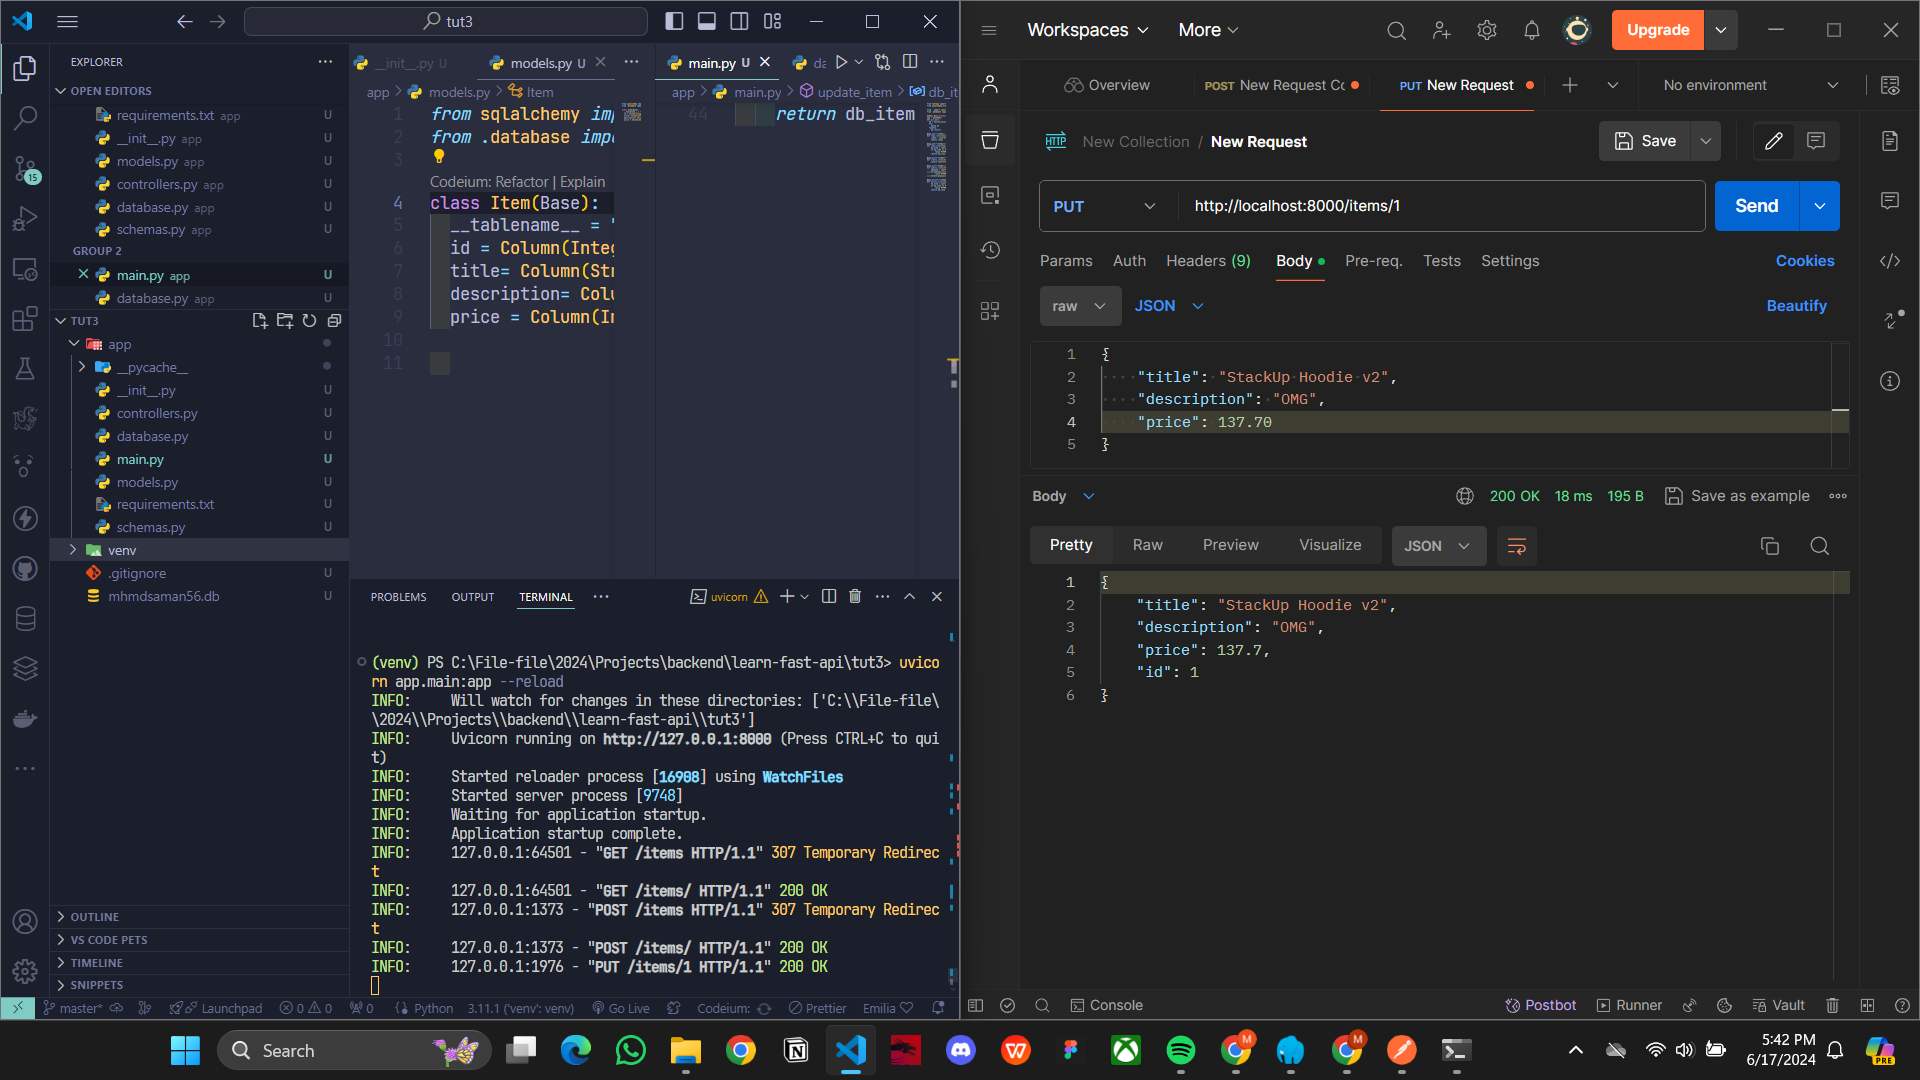 tut3
EXPLORER
OPEN EDITORS
requirements.txt app U
__init__.py app U
models.py app U
controllers.py app U
database.py app U
schemas.py app U
GROUP 2
main.py app U
database.py app
TUT3
app
__pycache__
__init__.py U
controllers.py U
database.py U
main.py U
models.py U
requirements.txt U
schemas.py U
venv
.gitignore U
mhmdsaman56.db U
OUTLINE
VS CODE PETS
TIMELINE
SNIPPETS
15
__init__.py U
models.py U
app > models.py > Item
1 from sqlalchemy imp
2 from .database impo
3
Codeium: Refactor | Explain
4 class Item(Base):
5 __tablename__ = "
6 id = Column(Integ
7 title= Column(Str
8 description= Colu
9 price = Column(In
10
11
main.py U
da
app > main.py > update_item > db_it
44 return db_item
PROBLEMS OUTPUT TERMINAL
uvicorn
(venv) PS C:\File-file\2024\Projects\backend\learn-fast-api\tut3> uvico
rn app.main:app --reload
INFO: Will watch for changes in these directories: ['C:\\File-file\
\2024\\Projects\\backend\\learn-fast-api\\tut3']
INFO: Uvicorn running on http://127.0.0.1:8000 (Press CTRL+C to qui
t)
INFO: Started reloader process [16908] using WatchFiles
INFO: Started server process [9748]
INFO: Waiting for application startup.
INFO: Application startup complete.
INFO: 127.0.0.1:64501 - "GET /items HTTP/1.1" 307 Temporary Redirec
t
INFO: 127.0.0.1:64501 - "GET /items/ HTTP/1.1" 200 OK
INFO: 127.0.0.1:1373 - "POST /items HTTP/1.1" 307 Temporary Redirec
t
INFO: 127.0.0.1:1373 - "POST /items/ HTTP/1.1" 200 OK
INFO: 127.0.0.1:1976 - "PUT /items/1 HTTP/1.1" 200 OK
master* Launchpad 0 0 0 Python 3.11.1 ('venv': venv) Go Live Codeium: Prettier Emilia
Workspaces More Upgrade
Overview POST New Request Co PUT New Request No environment
HTTP New Collection / New Request Save
PUT http://localhost:8000/items/1 Send
Params Auth Headers (9) Body Pre-req. Tests Settings Cookies
raw JSON Beautify
1 {
2 "title": "StackUp Hoodie v2",
3 "description": "OMG",
4 "price": 137.70
5 }
Body 200 OK 18 ms 195 B Save as example
Pretty Raw Preview Visualize JSON
1 {
2 "title": "StackUp Hoodie v2",
3 "description": "OMG",
4 "price": 137.7,
5 "id": 1
6 }
Console Postbot Runner Vault
Search
M
M
PRE
5:42 PM
6/17/2024